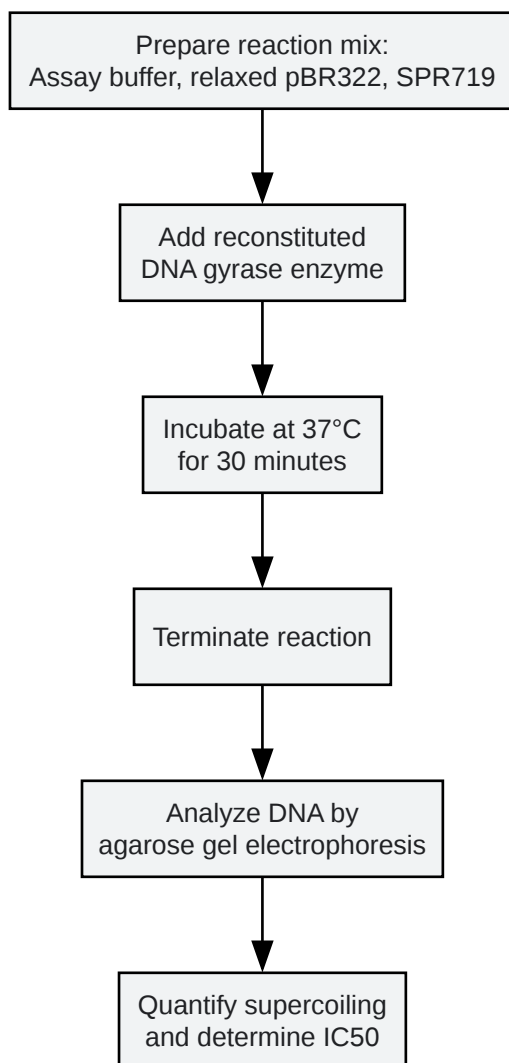 Prepare reaction mix:
Assay buffer, relaxed pBR322, SPR719
Add reconstituted
DNA gyrase enzyme
Incubate at 37°C
for 30 minutes
Terminate reaction
Analyze DNA by
agarose gel electrophoresis
Quantify supercoiling
and determine IC50